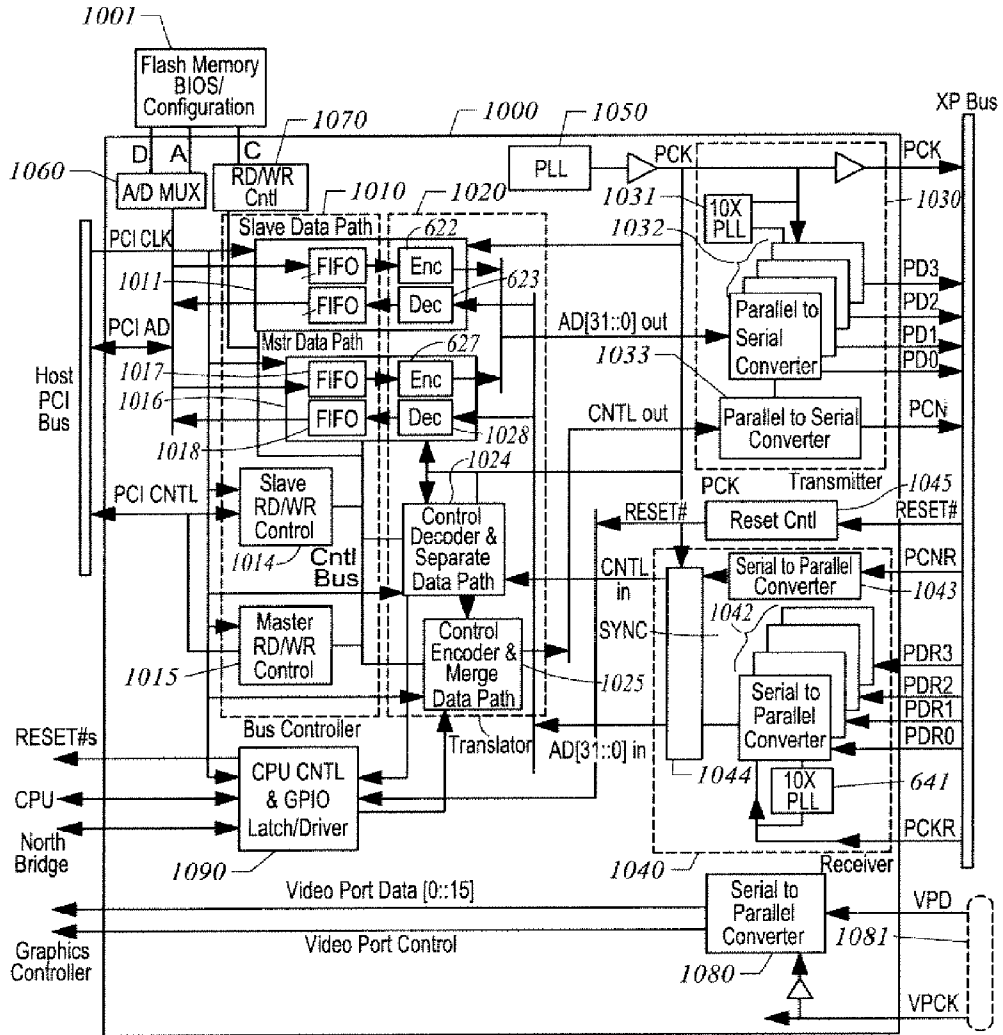 1001
Flash Memory
BIOS/
Configuration
1070
1000
1050
XP Bus
D
A
C
1060
A/D MUX
RD/WR
Cntl
1010
1020
PLL
PCK
PCK
1031
10X
PLL
1030
1032
Slave Data Path
622
PCI CLK
FIFO
Enc
1011
FIFO
Dec
623
PD3
PCI AD
Mstr Data Path
627
AD[31::0] out
Parallel to
Serial
Converter
PD2
PD1
PD0
1033
Host
PCI
Bus
1017
FIFO
Enc
1016
FIFO
Dec
CNTL out
Parallel to Serial
Converter
PCN
1018
1028
1024
Transmitter
PCI CNTL
Slave
RD/WR
Control
1014
Cntl
Bus
Control
Decoder &
Separate
Data Path
PCK
1045
RESET#
Reset Cntl
RESET#
CNTL
in
Serial to Parallel
Converter
PCNR
1043
1042
SYNC
Master
RD/WR
Control
1015
Control
Encoder &
Merge
Data Path
1025
PDR3
PDR2
PDR1
PDR0
Serial to
Parallel
Converter
Bus Controller
Translator
AD[31::0] in
1044
10X
PLL
641
RESET#s
CPU
North
Bridge
CPU CNTL
& GPIO
Latch/Driver
1090
PCKR
1040
Receiver
Video Port Data [0::15]
Serial to
Parallel
Converter
VPD
1081
Graphics
Controller
Video Port Control
1080
VPCK